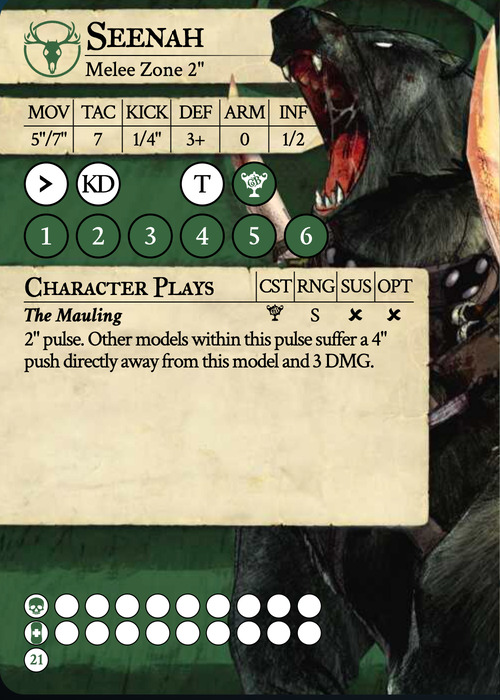 SEENAH
Melee Zone 2"
MOV TAC KICK DEF ARM INF
5"/7" 7 1/4" 3+ 0 1/2
> KD T GB
1 2 3 4 5 6
CHARACTER PLAYS CST RNG SUS OPT
The Mauling S ✘ ✘
2" pulse. Other models within this pulse suffer a 4"
push directly away from this model and 3 DMG.
21